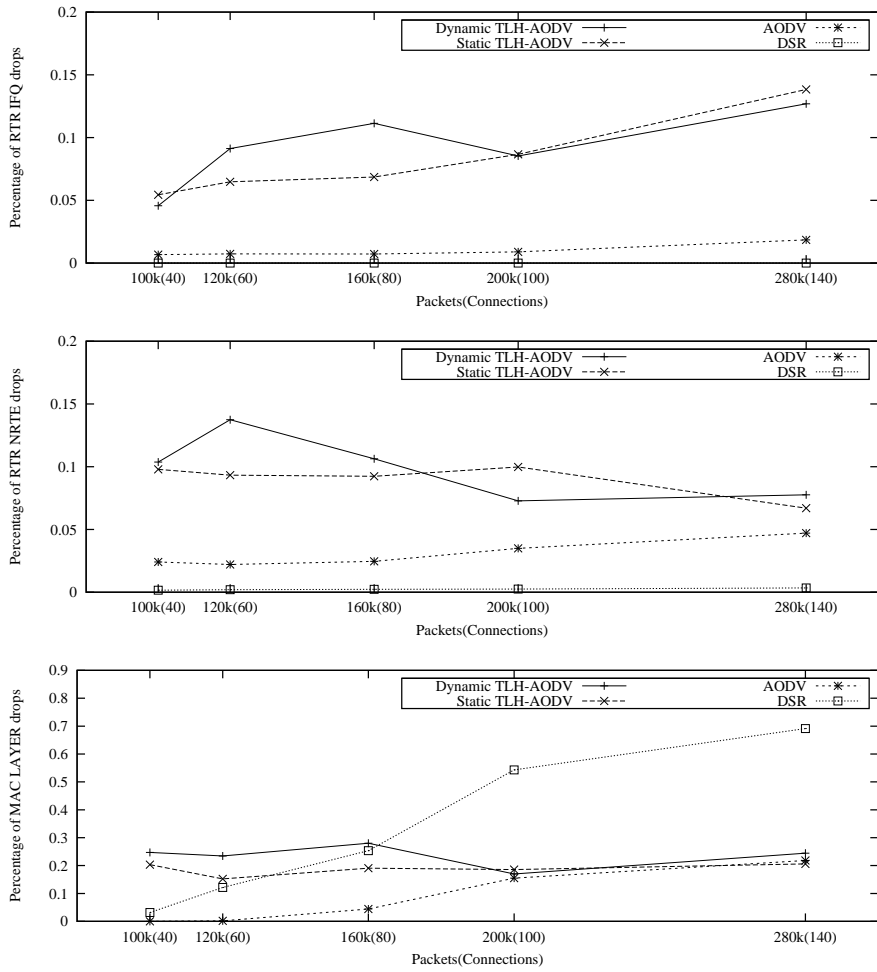 Percentage of RTR IFQ drops
0.2
0.15
0.1
0.05
0
Dynamic TLH-AODV
Static TLH-AODV
AODV
DSR
100k(40) 120k(60) 160k(80) 200k(100) 280k(140)
Packets(Connections)
Percentage of RTR NRTE drops
0.2
0.15
0.1
0.05
0
Dynamic TLH-AODV
Static TLH-AODV
AODV
DSR
100k(40) 120k(60) 160k(80) 200k(100) 280k(140)
Packets(Connections)
Percentage of MAC LAYER drops
0.9
0.8
0.7
0.6
0.5
0.4
0.3
0.2
0.1
0
Dynamic TLH-AODV
Static TLH-AODV
AODV
DSR
100k(40) 120k(60) 160k(80) 200k(100) 280k(140)
Packets(Connections)